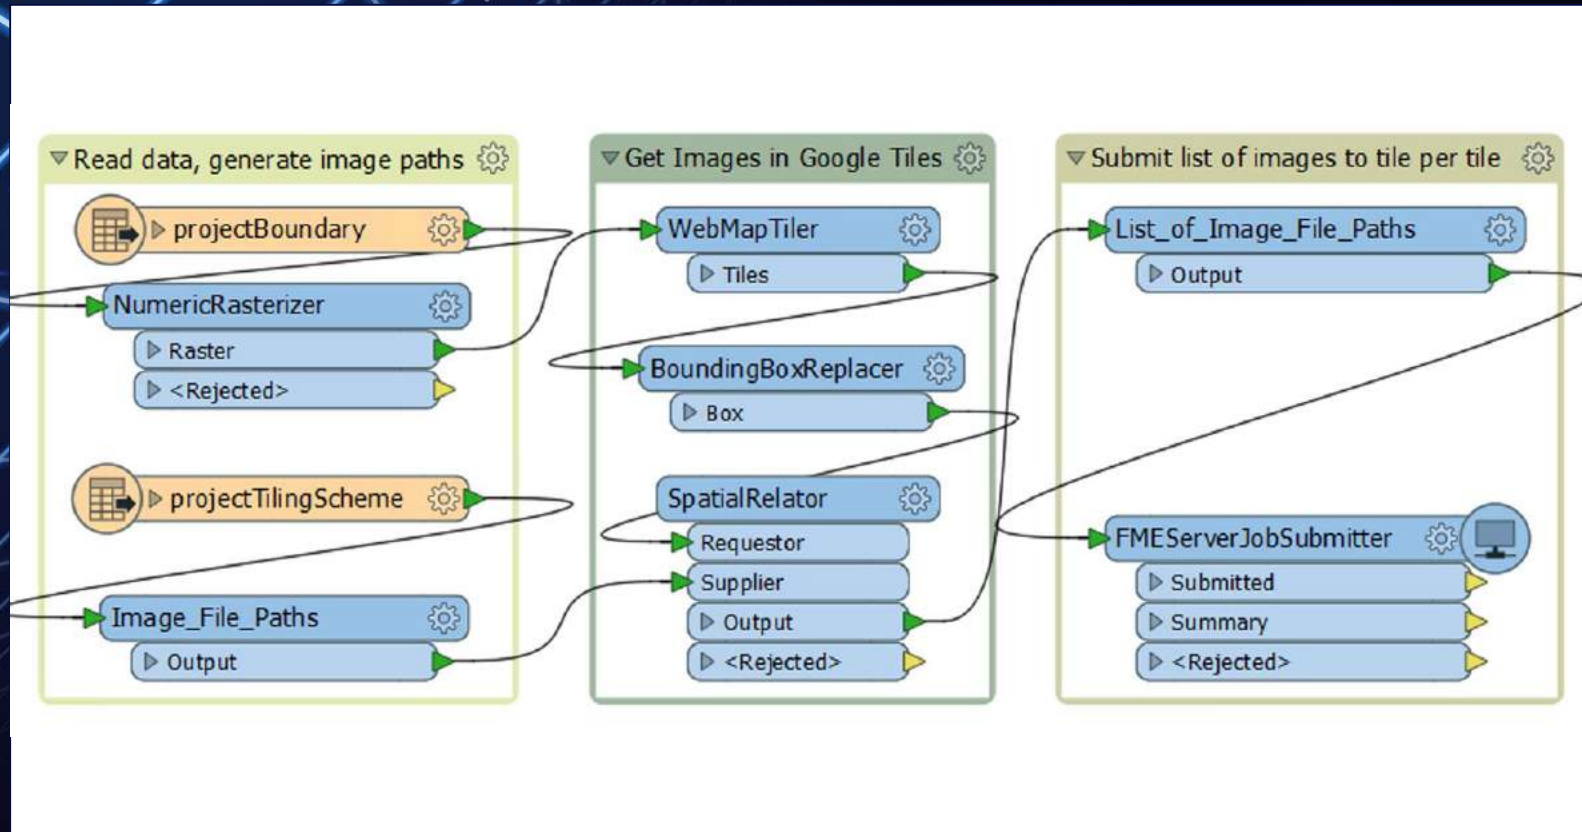 Read data, generate image paths
projectBoundary
NumericRasterizer
Raster
<Rejected>
projectTilingScheme
Image_File_Paths
Output
Get Images in Google Tiles
WebMapTiler
Tiles
BoundingBoxReplacer
Box
SpatialRelator
Requestor
Supplier
Output
<Rejected>
Submit list of images to tile per tile
List_of_Image_File_Paths
Output
FMEServerJobSubmitter
Submitted
Summary
<Rejected>